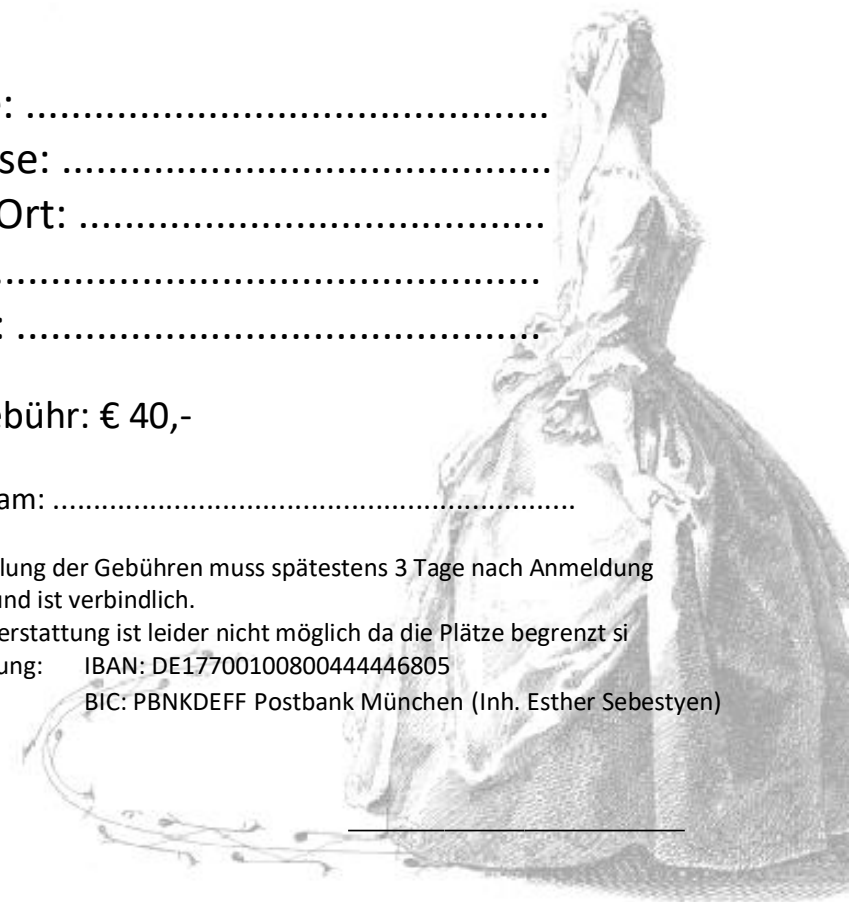 : ..............................................
se: ...........................................
Ort: .........................................
................................................
: ..............................................
ebühr: € 40,-
am: ................................................................
lung der Gebühren muss spätestens 3 Tage nach Anmeldung
und ist verbindlich.
erstattung ist leider nicht möglich da die Plätze begrenzt si
ung: IBAN: DE17700100800444446805
BIC: PBNKDEFF Postbank München (Inh. Esther Sebestyen)